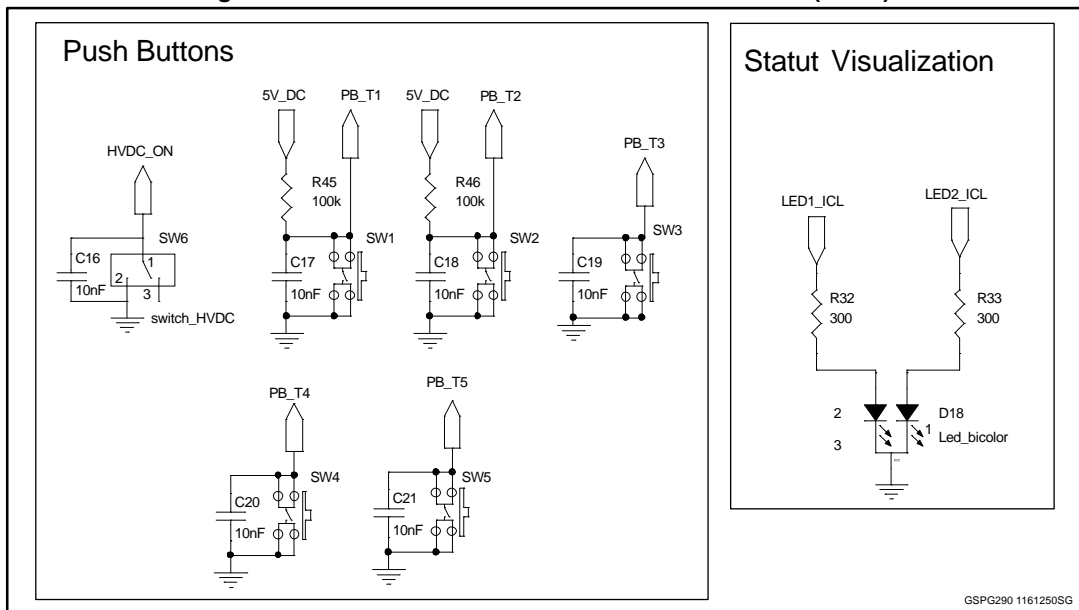 Push Buttons
5V_DC PB_T1 5V_DC PB_T2
PB_T3
HVDC_ON
R45
100k
R46
100k
SW6
SW1
SW2
SW3
C16
10nF
1
2
3
switch_HVDC
C17
10nF
C18
10nF
C19
10nF
PB_T4
PB_T5
SW4
SW5
C20
10nF
C21
10nF
Statut Visualization
LED1_ICL
LED2_ICL
R32
300
R33
300
2
3
1
D18
Led_bicolor
GSPG290 1161250SG